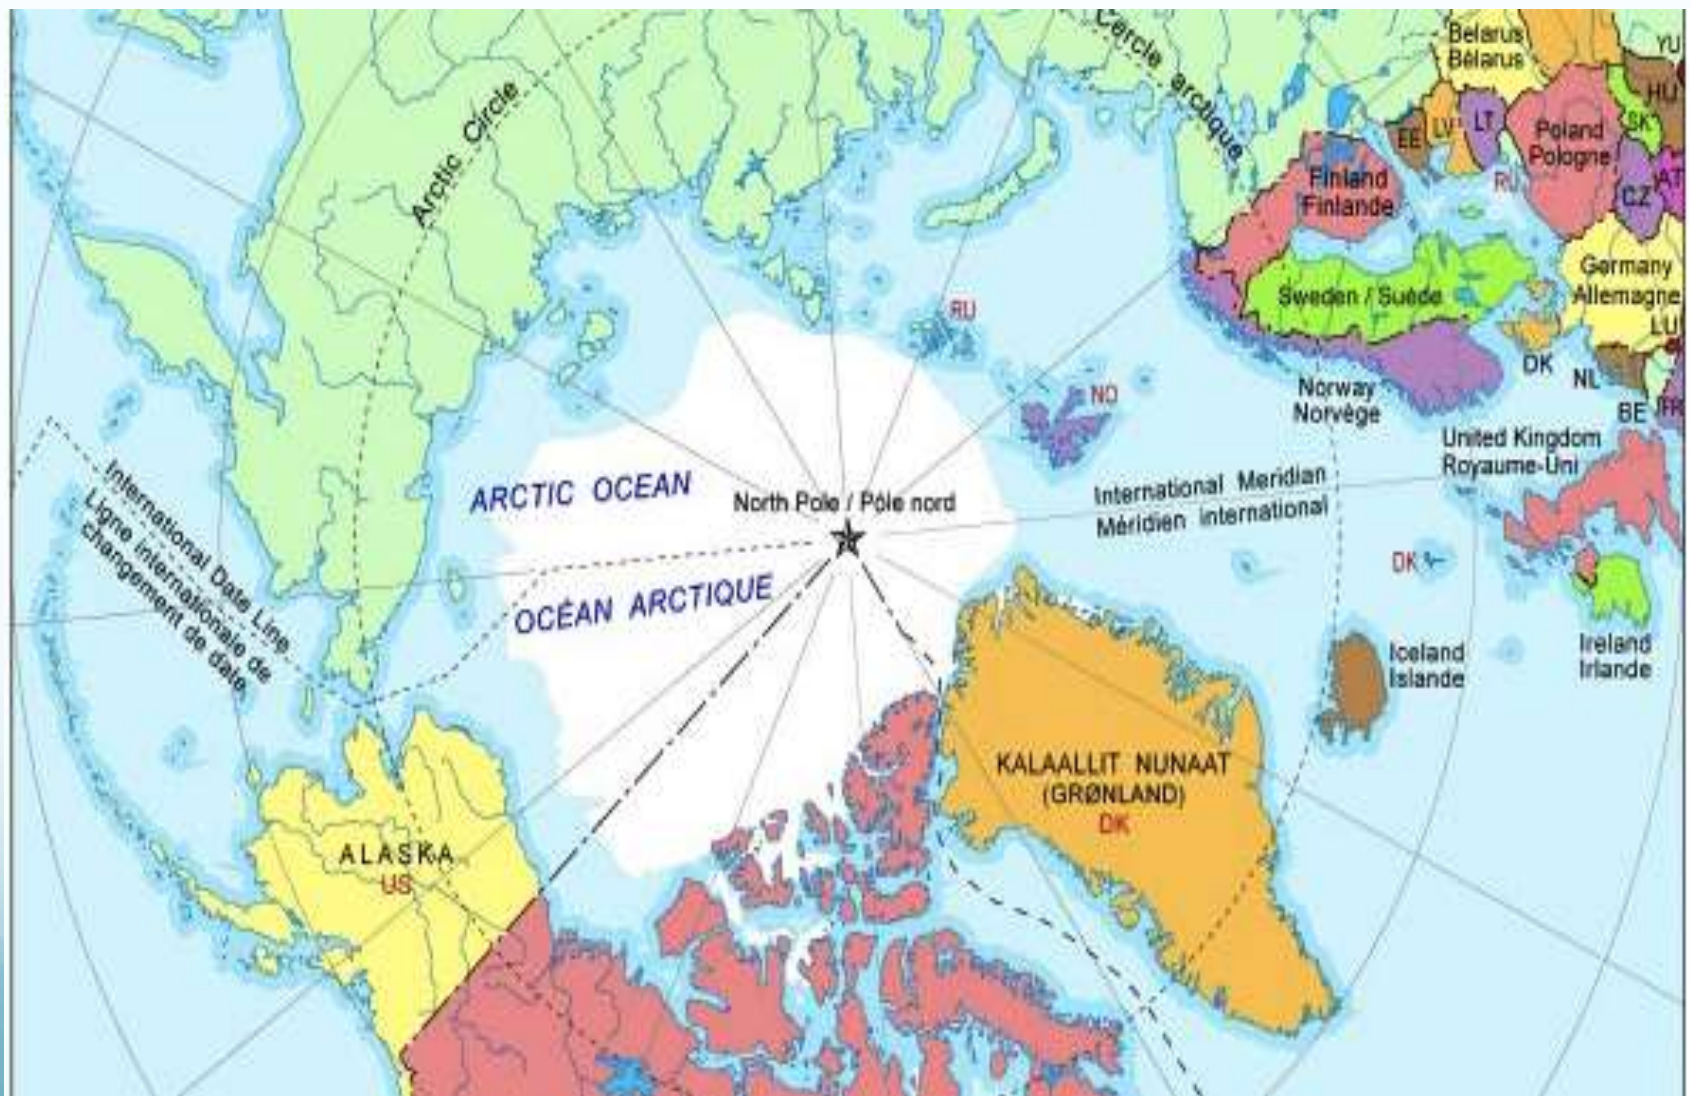 Cercle arctique
Belarus
Bélarus
YU
HU
Arctic Circle
EE
LV
LT
Poland
Pologne
SK
RU
CZ
AT
Finland
Finlande
Germany
Allemagne
Sweden / Suède
LU
RU
DK
NL
BE
FR
Norway
Norvège
NO
United Kingdom
Royaume-Uni
International Date Line
Ligne internationale de
changement de date
ARCTIC OCEAN
North Pole / Pôle nord
International Meridian
Méridien international
DK
OCÉAN ARCTIQUE
Ireland
Irlande
Iceland
Islande
KALAALLIT NUNAAT
(GRØNLAND)
DK
ALASKA
US